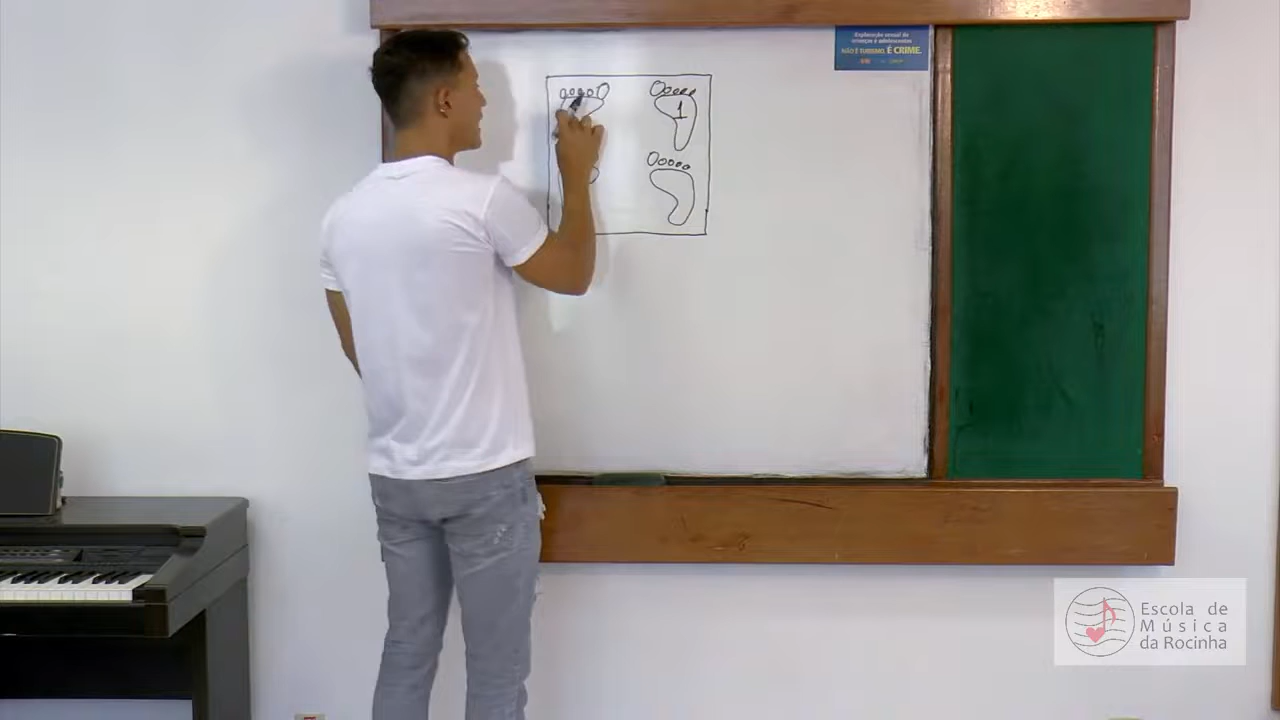 Exploração sexual de
crianças e adolescentes
NÃO É TURISMO. É CRIME.
1
Escola de
Música
da Rocinha